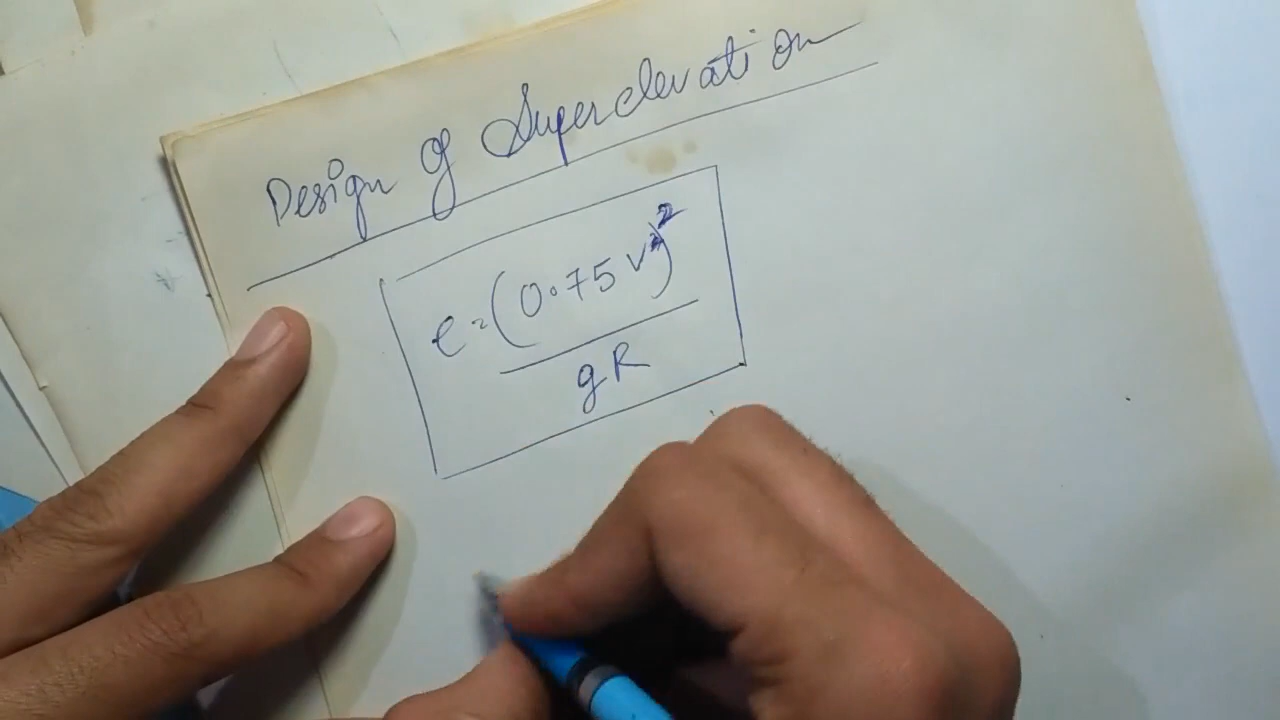 Design of Superelevation
e = (0.75 v)²
gR